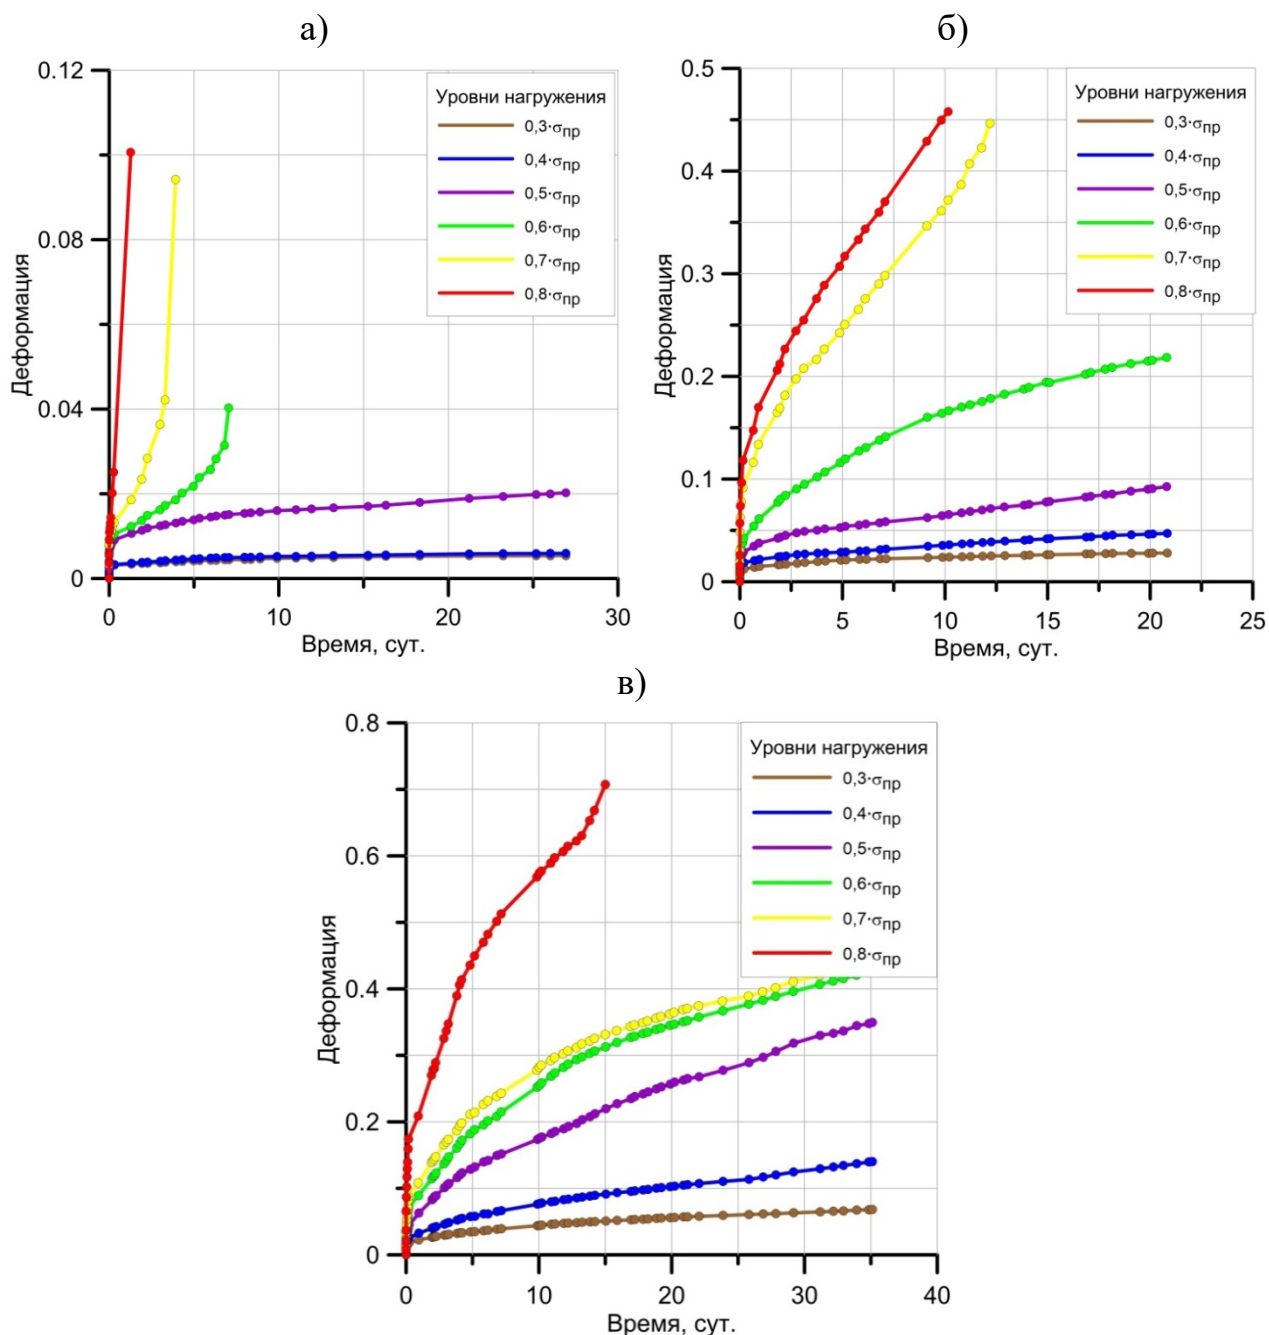 а)
0.12
0.08
0.04
0
0
10
20
30
Деформация
Время, сут.
Уровни нагружения
0,3·σпр
0,4·σпр
0,5·σпр
0,6·σпр
0,7·σпр
0,8·σпр
б)
0.5
0.4
0.3
0.2
0.1
0
0
5
10
15
20
25
Деформация
Время, сут.
Уровни нагружения
0,3·σпр
0,4·σпр
0,5·σпр
0,6·σпр
0,7·σпр
0,8·σпр
в)
0.8
0.6
0.4
0.2
0
0
10
20
30
40
Деформация
Время, сут.
Уровни нагружения
0,3·σпр
0,4·σпр
0,5·σпр
0,6·σпр
0,7·σпр
0,8·σпр